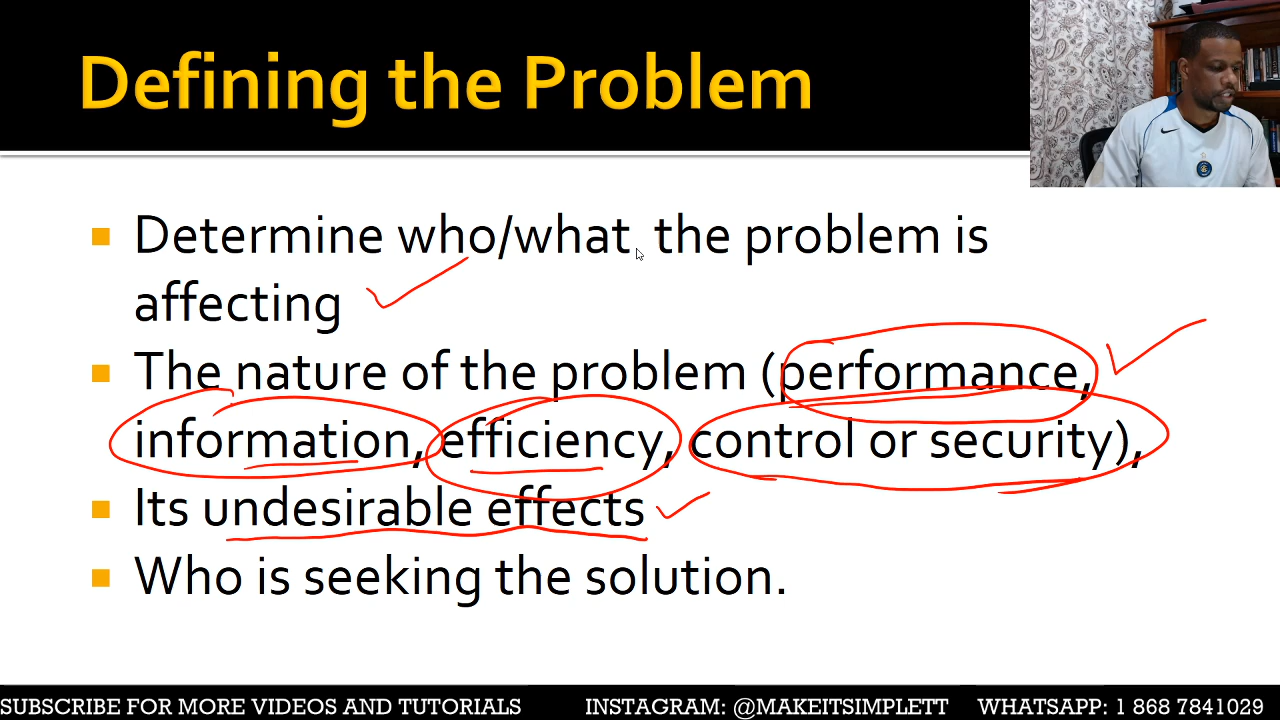 Defining the Problem
Determine who/what the problem is
affecting
The nature of the problem (performance,
information, efficiency, control or security),
Its undesirable effects
Who is seeking the solution.
SUBSCRIBE FOR MORE VIDEOS AND TUTORIALS INSTAGRAM: @MAKEITSIMPLETT WHATSAPP: 1 868 7841029